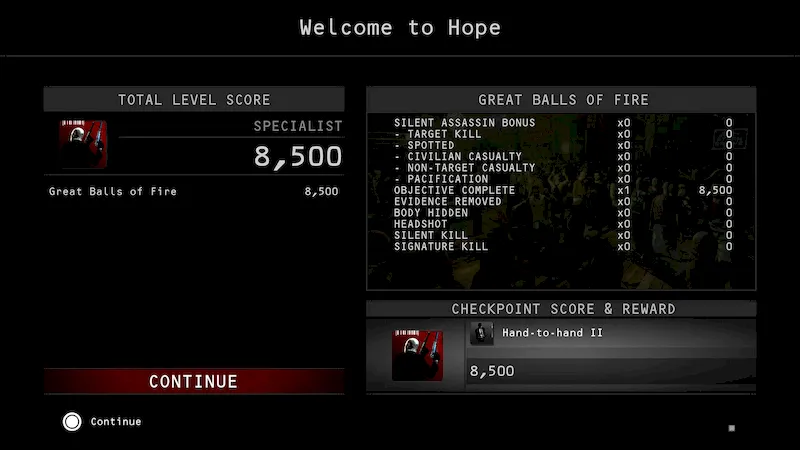 Welcome to Hope
TOTAL LEVEL SCORE
SPECIALIST
8,500
Great Balls of Fire 8,500
CONTINUE
Continue
GREAT BALLS OF FIRE
SILENT ASSASSIN BONUS x0 0
- TARGET KILL x0 0
- SPOTTED x0 0
- CIVILIAN CASUALTY x0 0
- NON-TARGET CASUALTY x0 0
- PACIFICATION x0 0
OBJECTIVE COMPLETE x1 8,500
EVIDENCE REMOVED x0 0
BODY HIDDEN x0 0
HEADSHOT x0 0
SILENT KILL x0 0
SIGNATURE KILL x0 0
CHECKPOINT SCORE & REWARD
Hand-to-hand II
8,500